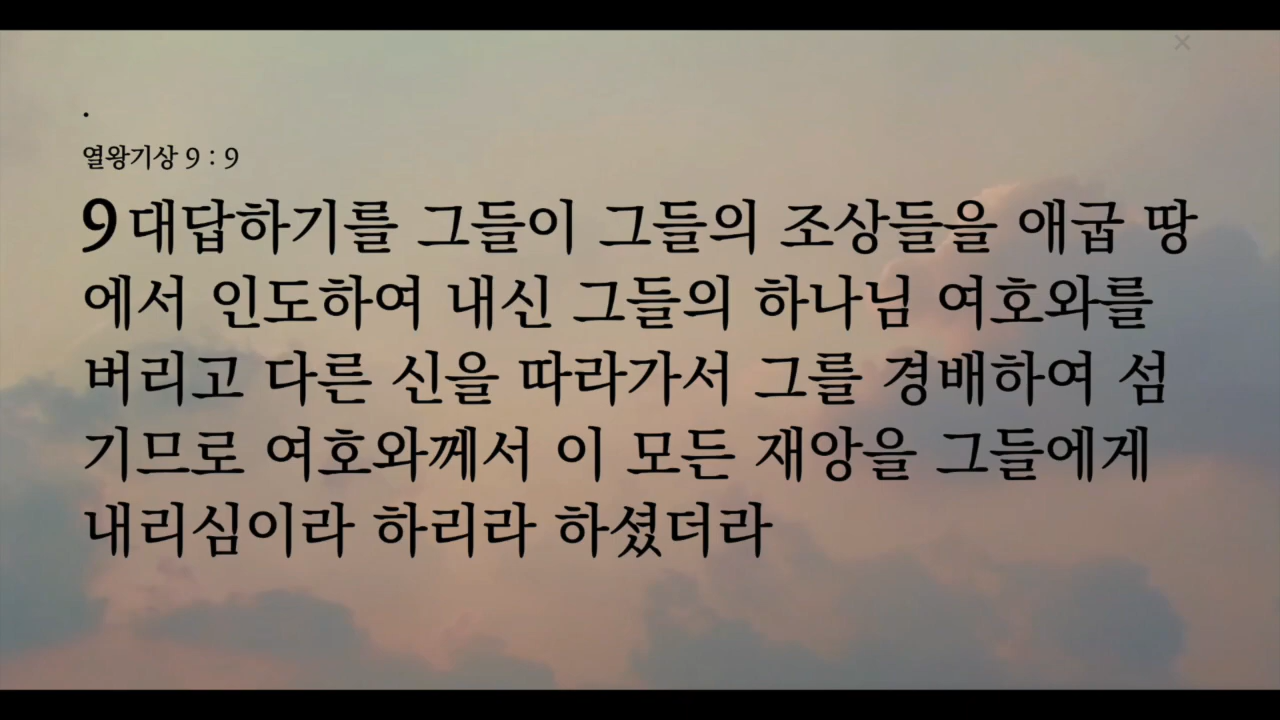 .
열왕기상 9 : 9
9 대답하기를 그들이 그들의 조상들을 애굽 땅
에서 인도하여 내신 그들의 하나님 여호와를
버리고 다른 신을 따라가서 그를 경배하여 섬
기므로 여호와께서 이 모든 재앙을 그들에게
내리심이라 하리라 하셨더라